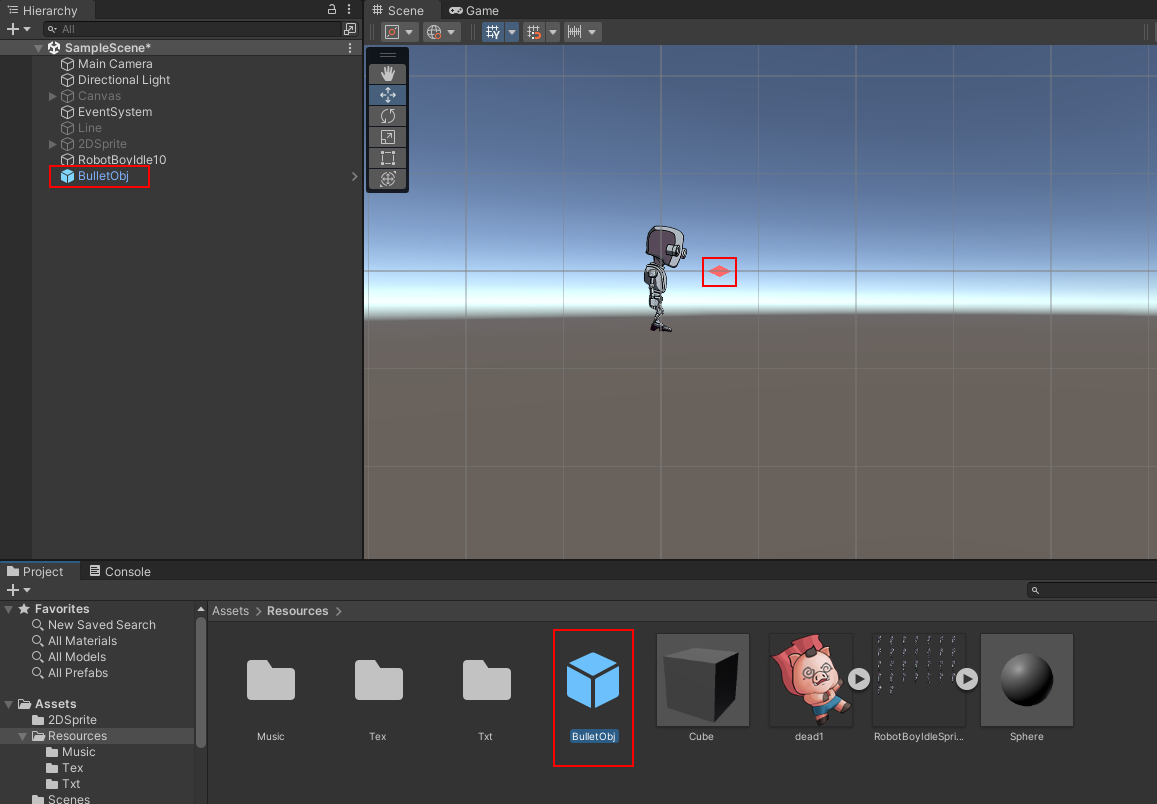 Hierarchy
All
SampleScene*
Main Camera
Directional Light
Canvas
EventSystem
Line
2DSprite
RobotBoyIdle10
BulletObj
Scene
Game
Project
Console
Favorites
New Saved Search
All Materials
All Models
All Prefabs
Assets
2DSprite
Resources
Music
Tex
Txt
Scenes
Assets > Resources >
Music
Tex
Txt
BulletObj
Cube
dead1
RobotBoyIdleSpri...
Sphere